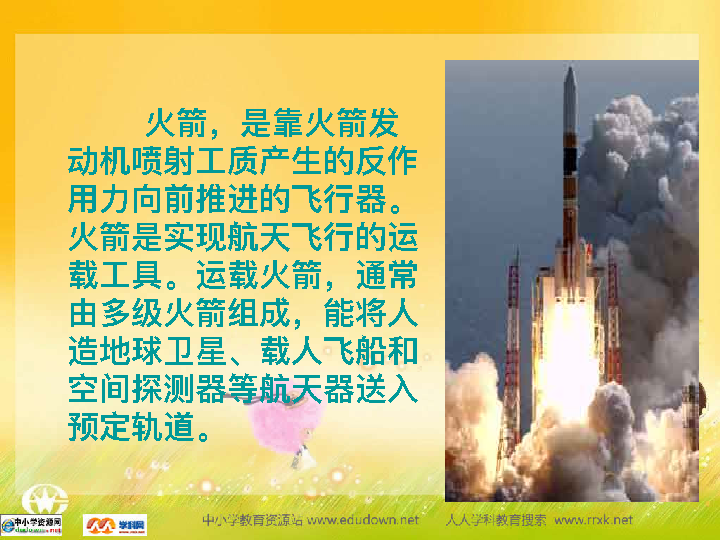 火箭，是靠火箭发
动机喷射工质产生的反作
用力向前推进的飞行器。
火箭是实现航天飞行的运
载工具。运载火箭，通常
由多级火箭组成，能将人
造地球卫星、载人飞船和
空间探测器等航天器送入
预定轨道。
中小学资源网
学科网
中小学教育资源站 www.edudown.net 人人学科教育搜索 www.rrxk.net